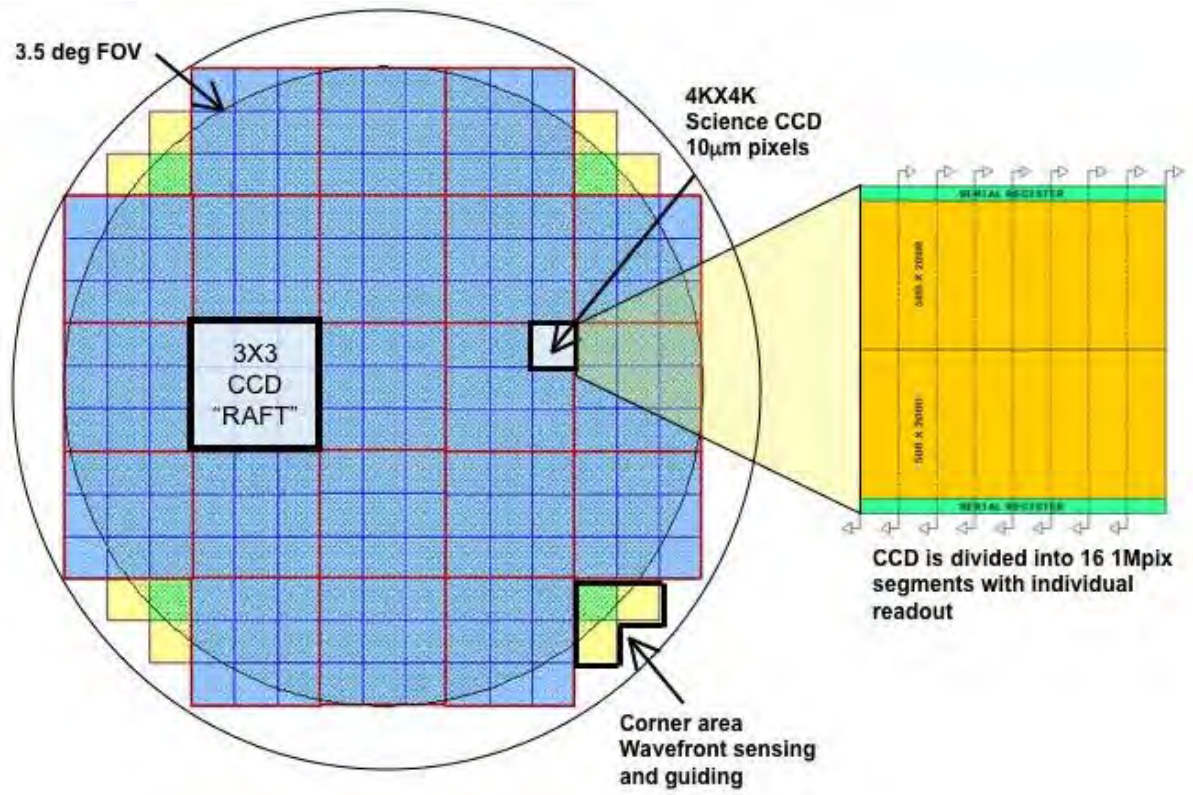 3.5 deg FOV
4KX4K
Science CCD
10μm pixels
3X3
CCD
“RAFT”
SERIAL REGISTER
SERIAL REGISTER
CCD is divided into 16 1Mpix
segments with individual
readout
Corner area
Wavefront sensing
and guiding